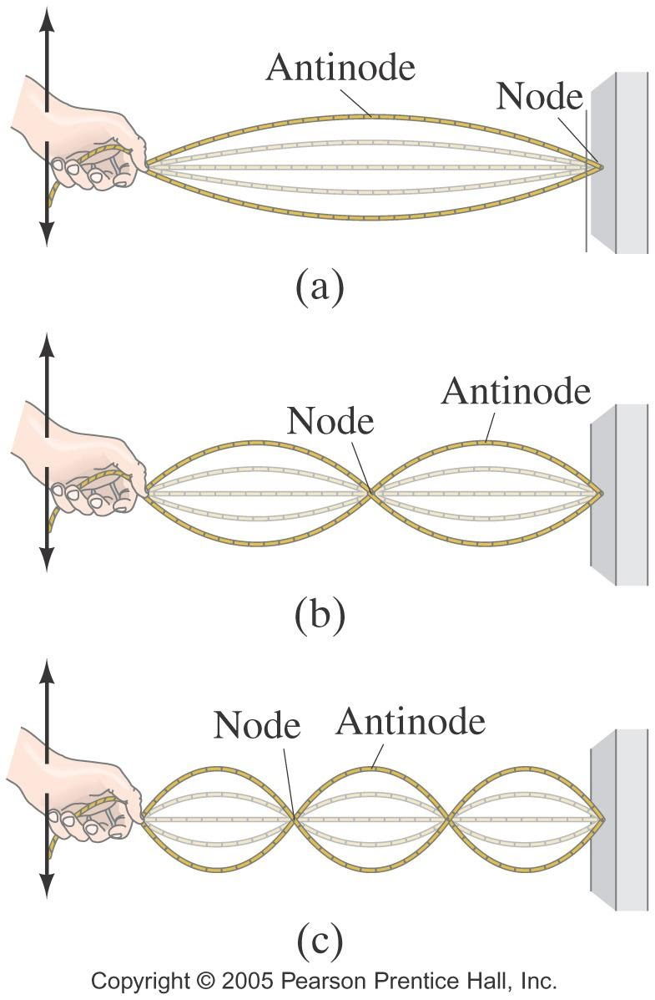 Antinode
Node
(a)
Antinode
Node
(b)
Node
Antinode
(c)
Copyright © 2005 Pearson Prentice Hall, Inc.